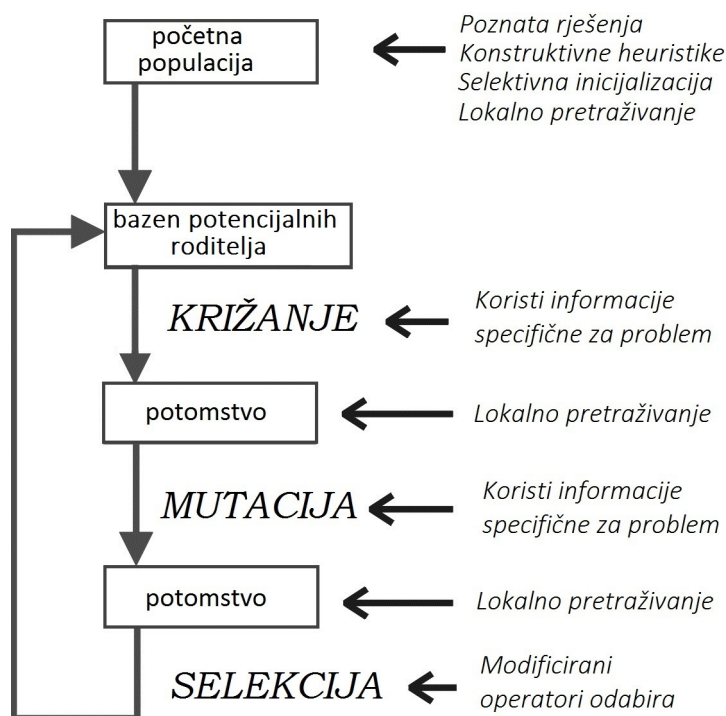 početna
populacija
Poznata rješenja
Konstruktivne heuristike
Selektivna inicijalizacija
Lokalno pretraživanje
bazen potencijalnih
roditelja
KRIŽANJE
Koristi informacije
specifične za problem
potomstvo
Lokalno pretraživanje
MUTACIJA
Koristi informacije
specifične za problem
potomstvo
Lokalno pretraživanje
SELEKCIJA
Modificirani
operatori odabira